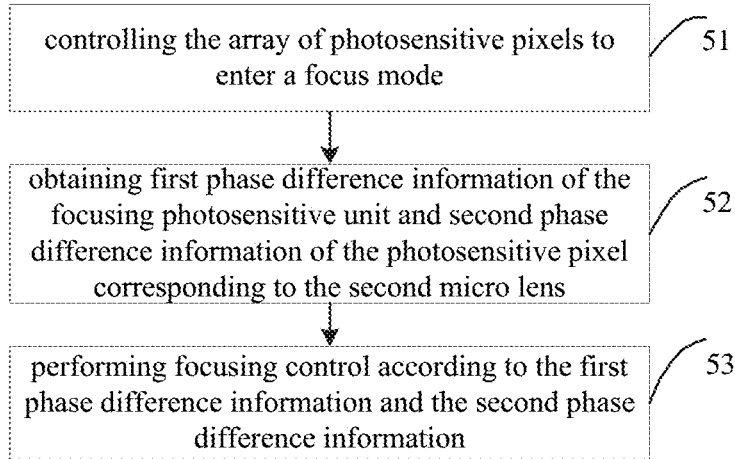 controlling the array of photosensitive pixels to
enter a focus mode
51
obtaining first phase difference information of the
focusing photosensitive unit and second phase
difference information of the photosensitive pixel
corresponding to the second micro lens
52
performing focusing control according to the first
phase difference information and the second phase
difference information
53